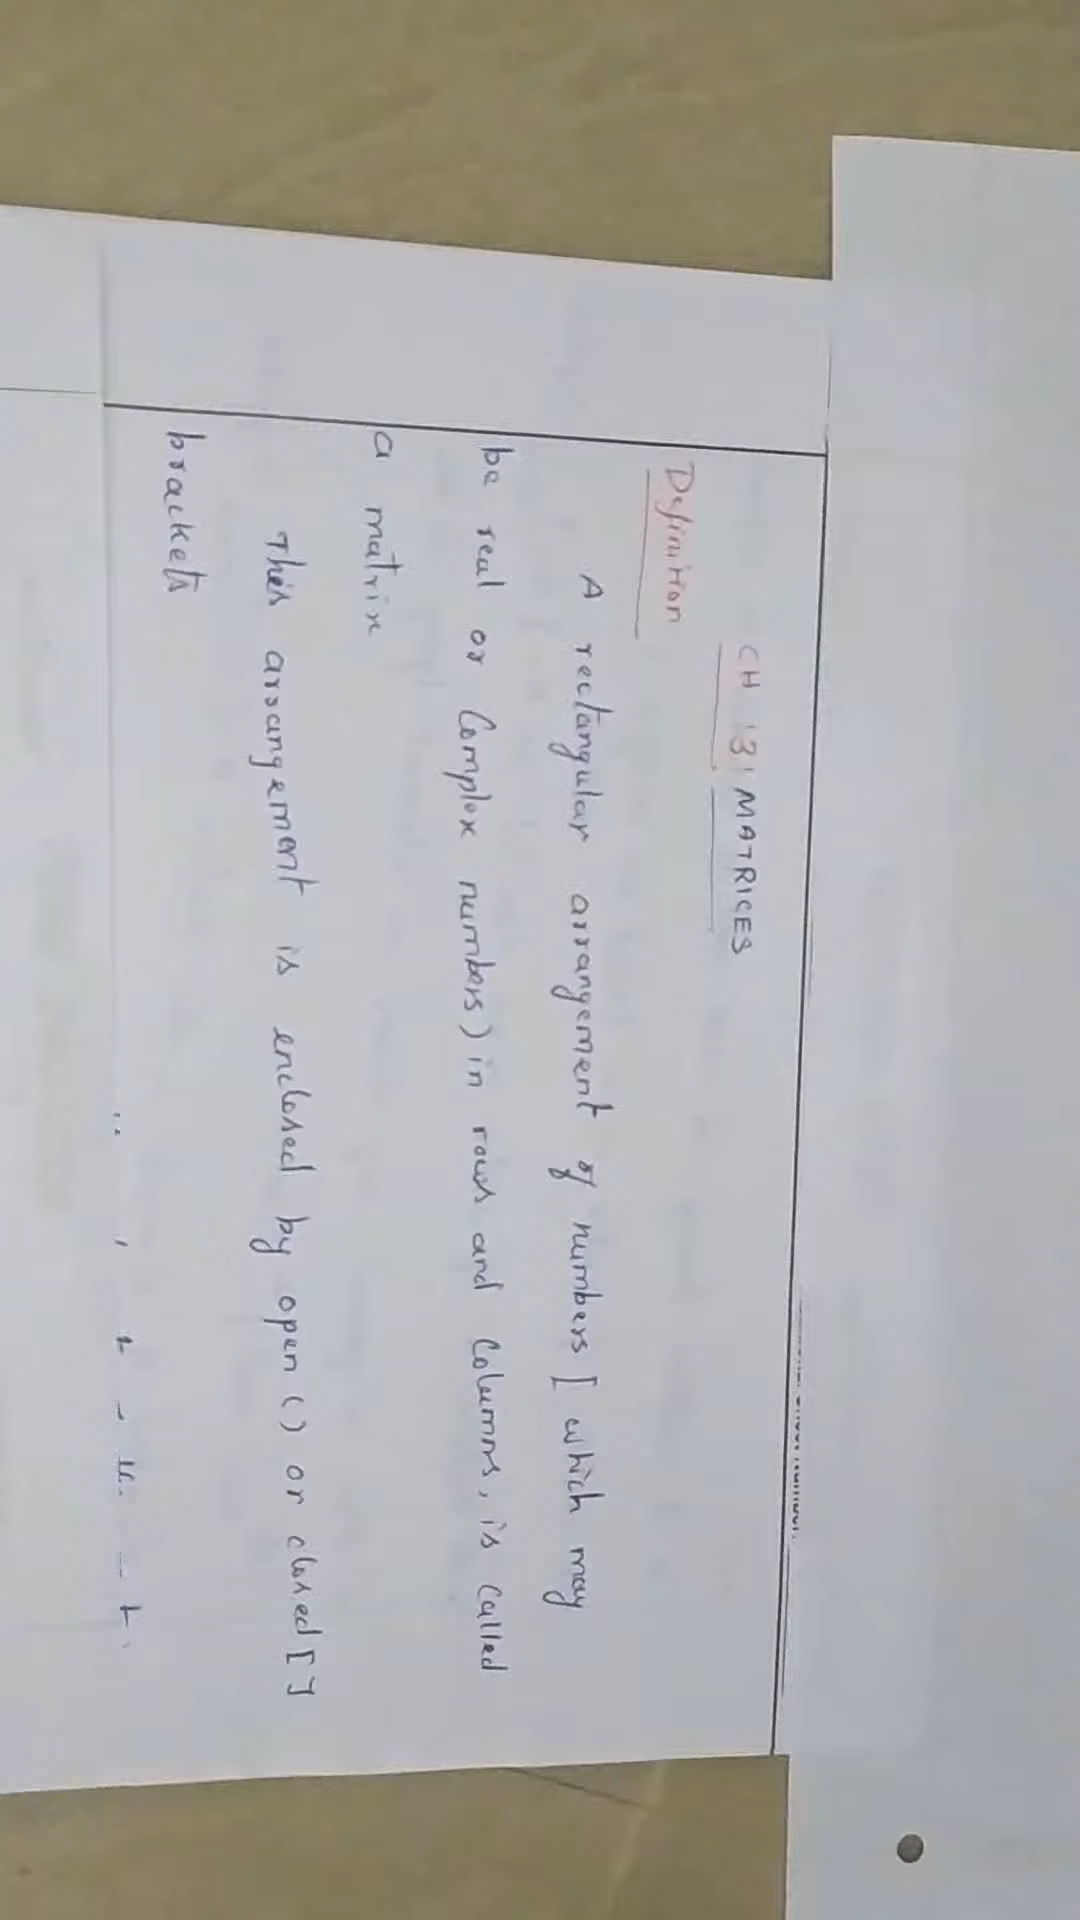 CH '3' MATRICES
Definition
A rectangular arrangement of numbers [ which may
be real or Complex numbers) in rows and Columns, is called
a matrix
This arrangement is enclosed by open () or closed []
brackets